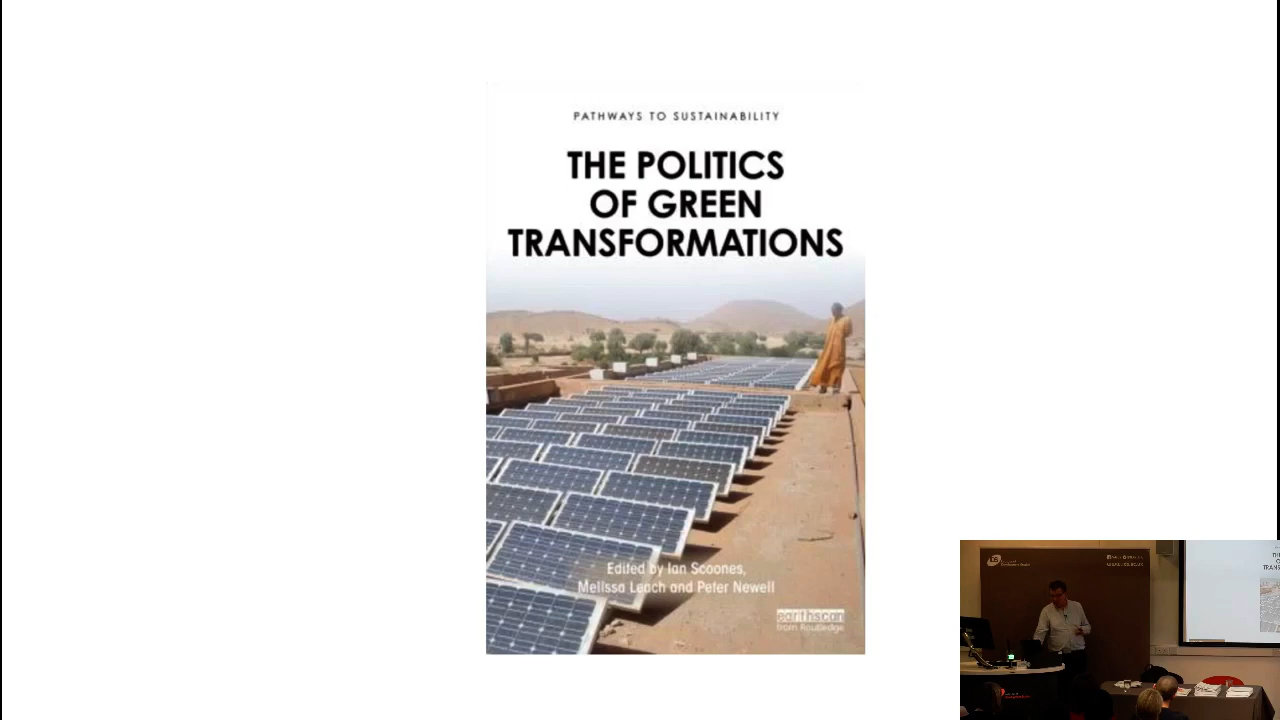 PATHWAYS TO SUSTAINABILITY
THE POLITICS
OF GREEN
TRANSFORMATIONS
Edited by Ian Scoones,
Melissa Leach and Peter Newell
earthscan
from Routledge